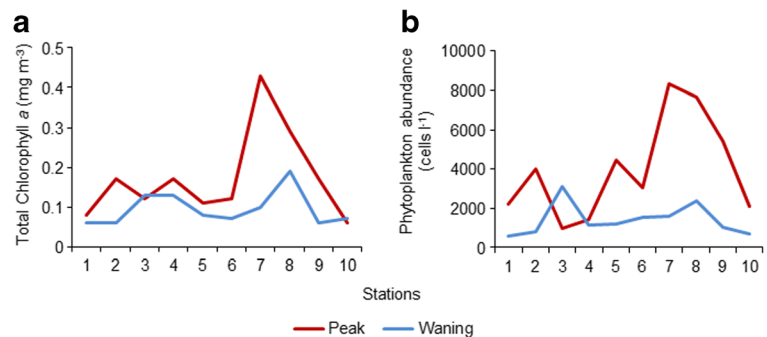 a
Total Chlorophyll a (mg m-3)
0.5
0.4
0.3
0.2
0.1
0
1 2 3 4 5 6 7 8 9 10
b
Phytoplankton abundance
(cells l-1)
10000
8000
6000
4000
2000
0
1 2 3 4 5 6 7 8 9 10
Stations
Peak Waning